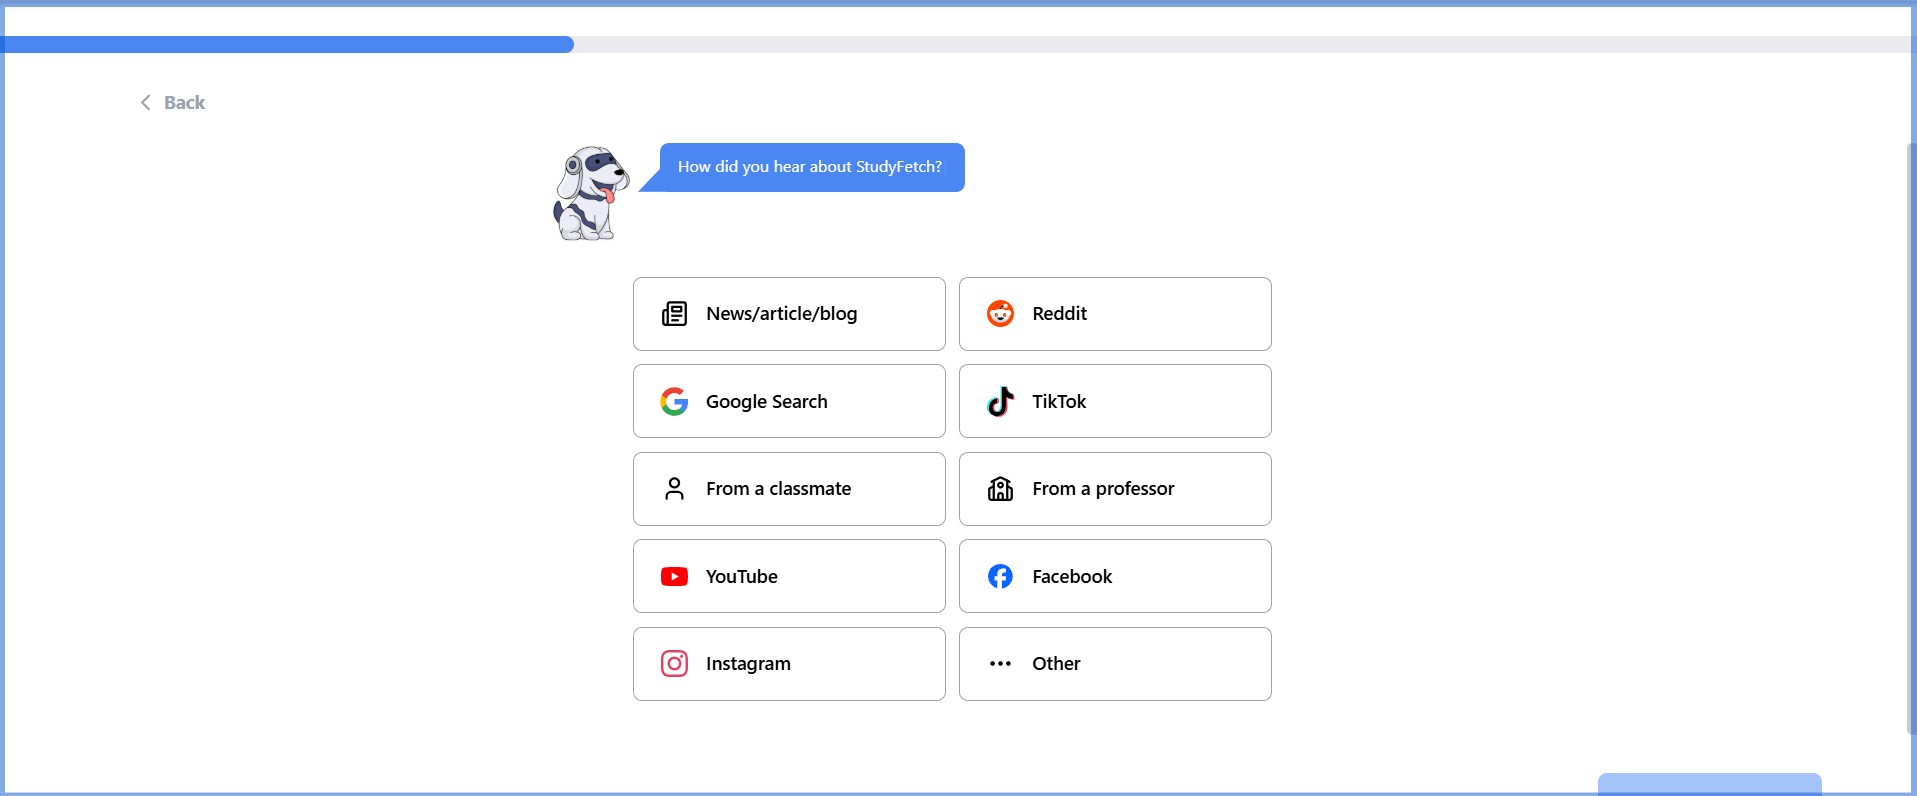 Back
How did you hear about StudyFetch?
News/article/blog
Reddit
Google Search
TikTok
From a classmate
From a professor
YouTube
Facebook
Instagram
Other